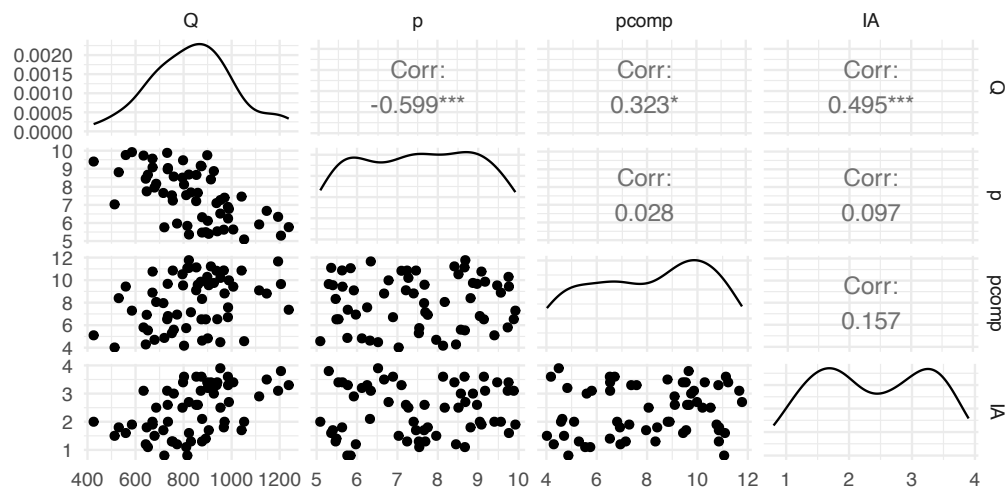 Q p pcomp IA
0.0020
0.0015
0.0010
0.0005
0.0000
Corr:
-0.599***
Corr:
0.323*
Corr:
0.495***
Q
10
9
8
7
6
5
Corr:
0.028
Corr:
0.097
p
12
10
8
6
4
Corr:
0.157
pcomp
4
3
2
1
IA
400 600 800 1000 1200 5 6 7 8 9 10 4 6 8 10 12 1 2 3 4